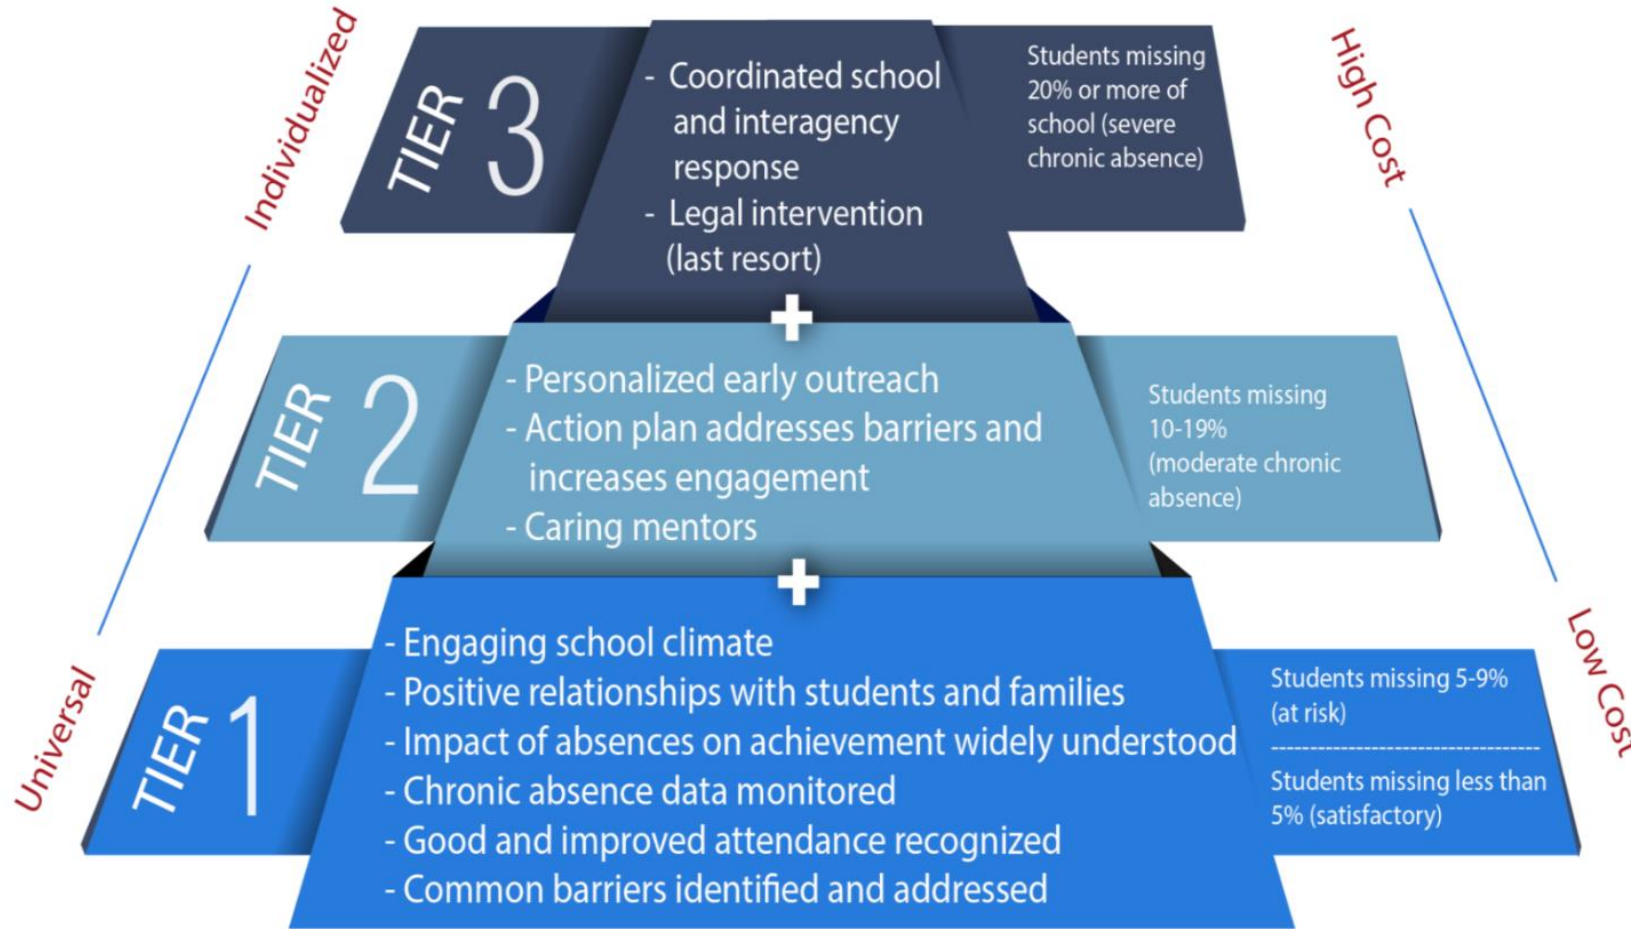 Individualized
TIER 3
- Coordinated school
and interagency
response
- Legal intervention
(last resort)
Students missing
20% or more of
school (severe
chronic absence)
High Cost
+
TIER 2
- Personalized early outreach
- Action plan addresses barriers and
increases engagement
- Caring mentors
Students missing
10-19%
(moderate chronic
absence)
+
Universal
TIER 1
- Engaging school climate
- Positive relationships with students and families
- Impact of absences on achievement widely understood
- Chronic absence data monitored
- Good and improved attendance recognized
- Common barriers identified and addressed
Students missing 5-9%
(at risk)
-----------------------------------
Students missing less than
5% (satisfactory)
Low Cost